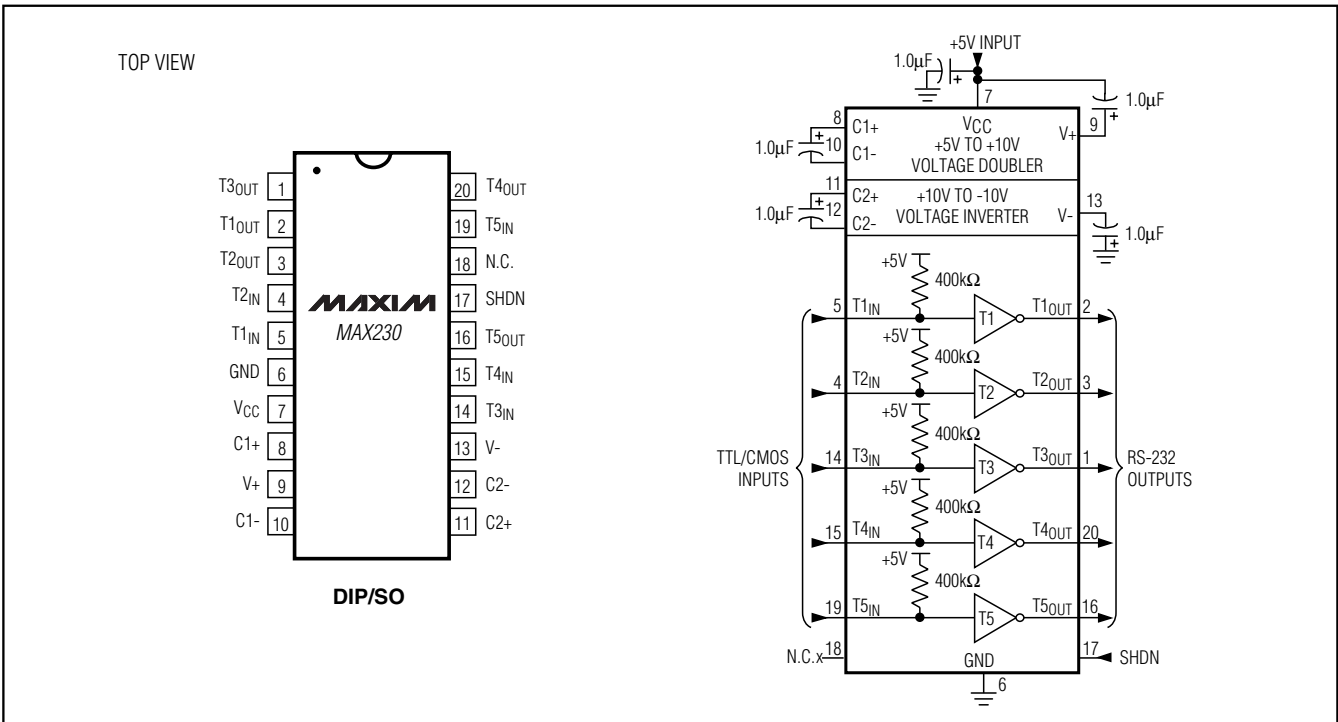 TOP VIEW
T3OUT 1
T1OUT 2
T2OUT 3
T2IN 4
T1IN 5
GND 6
VCC 7
C1+ 8
V+ 9
C1- 10
20 T4OUT
19 T5IN
18 N.C.
17 SHDN
16 T5OUT
15 T4IN
14 T3IN
13 V-
12 C2-
11 C2+
MAXIM
MAX230
DIP/SO
+5V INPUT
1.0µF
+
7
1.0µF
+
8 C1+
VCC
V+ 9
1.0µF
+
10 C1-
+5V TO +10V
VOLTAGE DOUBLER
11 C2+
+10V TO -10V
V- 13
1.0µF
+
12 C2-
VOLTAGE INVERTER
1.0µF
+
+5V
400kΩ
5 T1IN T1 T1OUT 2
+5V
400kΩ
4 T2IN T2 T2OUT 3
+5V
400kΩ
14 T3IN T3 T3OUT 1
TTL/CMOS
INPUTS
RS-232
OUTPUTS
+5V
400kΩ
15 T4IN T4 T4OUT 20
+5V
400kΩ
19 T5IN T5 T5OUT 16
N.C.x 18
GND
17 SHDN
6